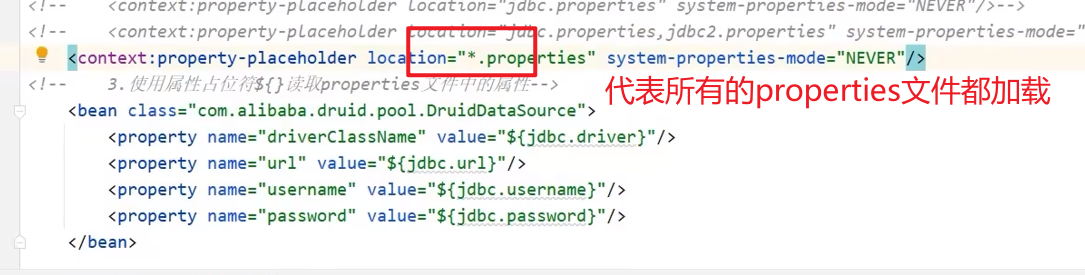 <!--    <context:property-placeholder location="jdbc.properties" system-properties-mode="NEVER"/>-->
<!--    <context:property-placeholder location="jdbc.properties,jdbc2.properties" system-properties-mode="
<context:property-placeholder location="*.properties" system-properties-mode="NEVER"/>
<!--    3.使用属性占位符${}读取properties文件中的属性-->
代表所有的properties文件都加载
<bean class="com.alibaba.druid.pool.DruidDataSource">
<property name="driverClassName" value="${jdbc.driver}"/>
<property name="url" value="${jdbc.url}"/>
<property name="username" value="${jdbc.username}"/>
<property name="password" value="${jdbc.password}"/>
</bean>